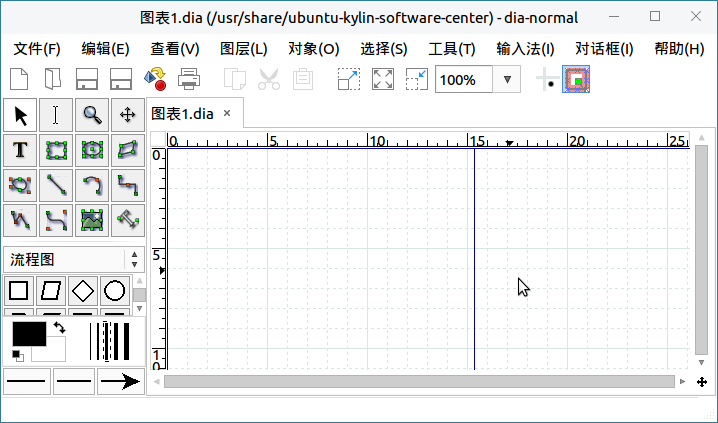 图表1.dia (/usr/share/ubuntu-kylin-software-center) - dia-normal
文件(F) 编辑(E) 查看(V) 图层(L) 对象(O) 选择(S) 工具(T) 输入法(I) 对话框(I) 帮助(H)
100%
图表1.dia ×
0 5 10 15 20 25
0
5
10
T
流程图